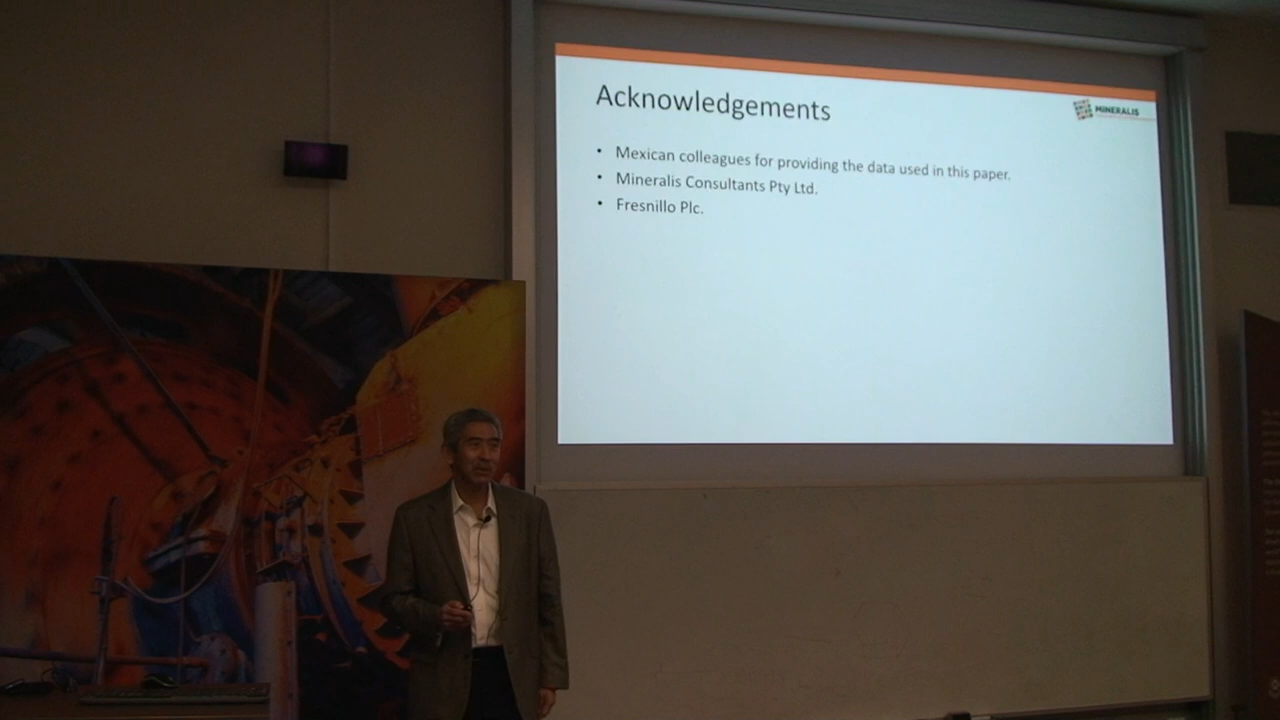 Acknowledgements
MINERALIS
• Mexican colleagues for providing the data used in this paper.
• Mineralis Consultants Pty Ltd.
• Fresnillo Plc.